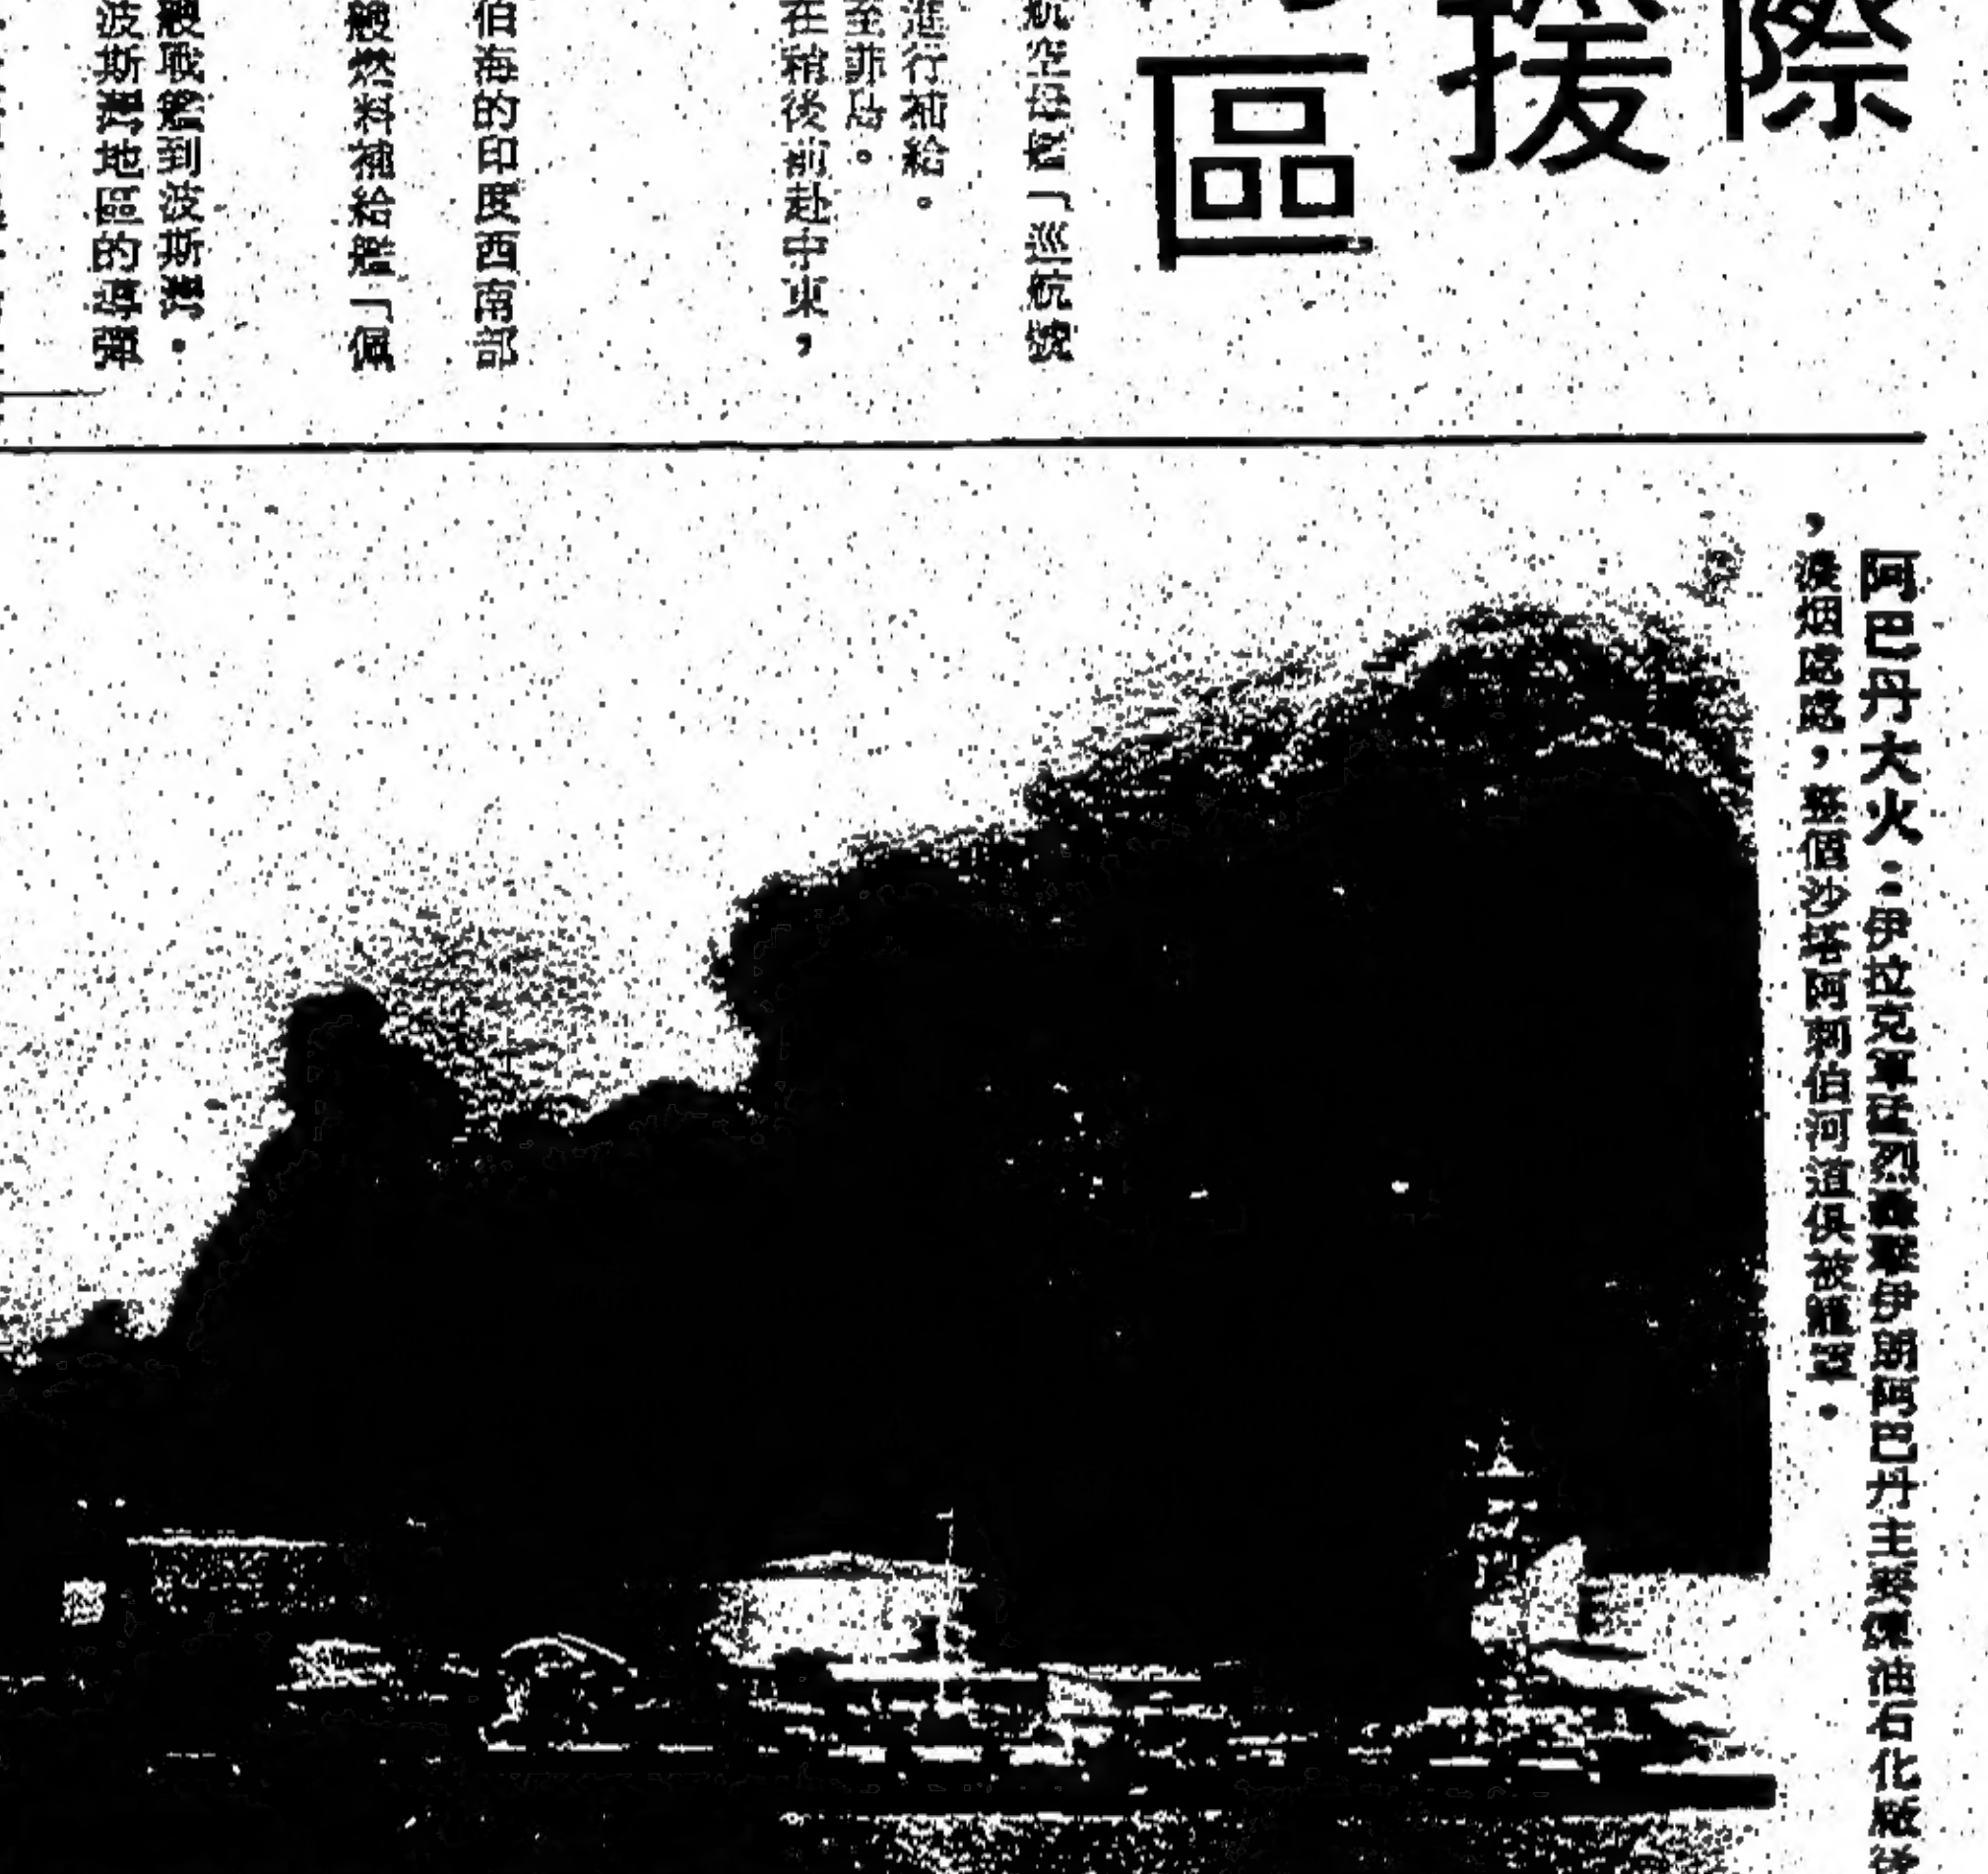 際
援
區
航空母艦「巡航號
進行補給。
至菲島。
在稍後前赴中東，
伯海的印度西南部
艘燃料補給艦「佩
艘戰艦到波斯灣．
波斯灣地區的導彈
阿巴丹大火：伊拉克軍猛烈轟擊伊朗阿巴丹主要煉油石化廠後
，濃烟處處，整個沙塔阿剌伯河道俱被籠罩．